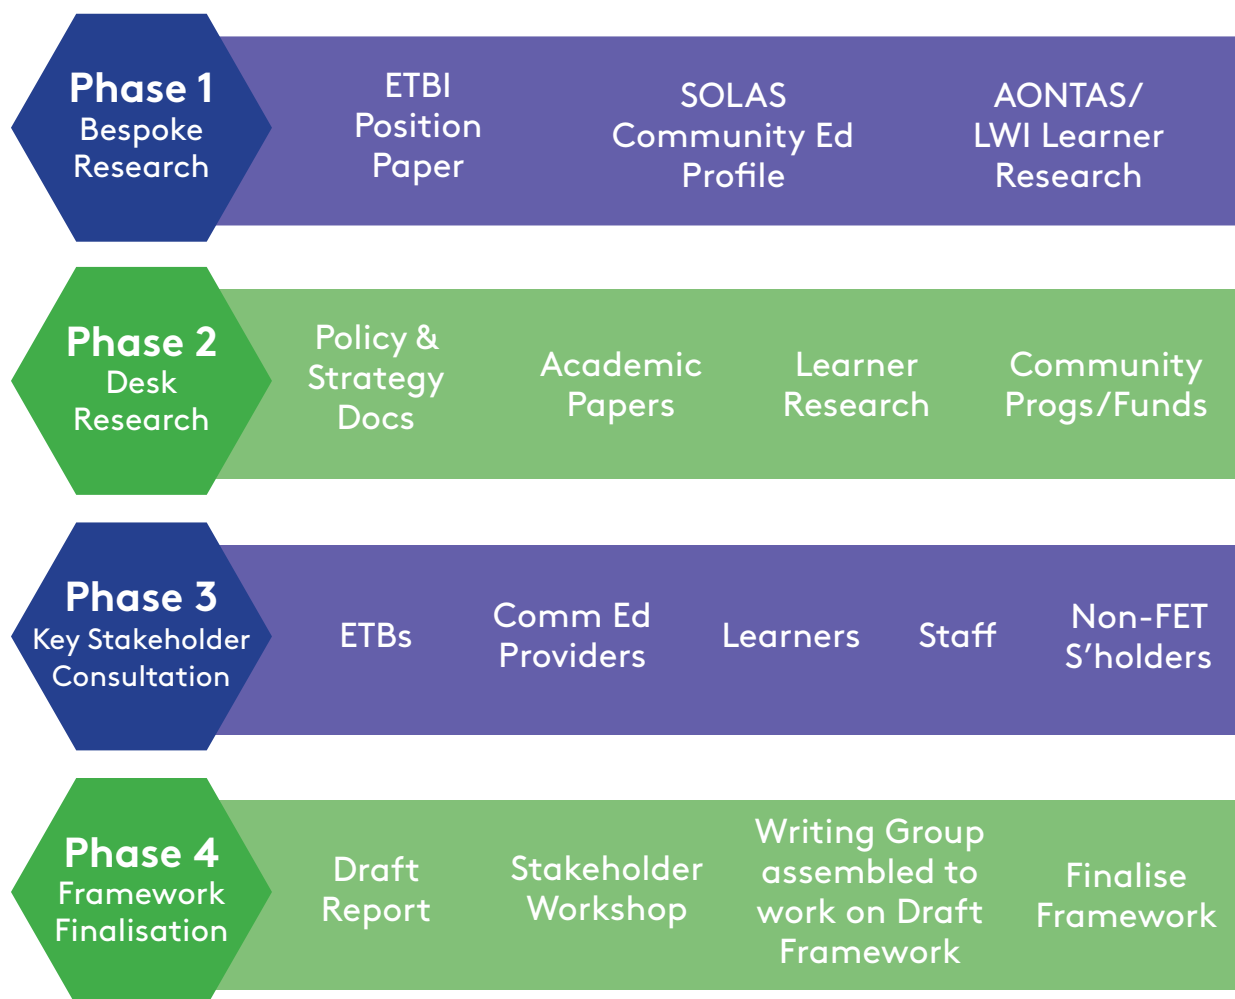 Phase 1
Bespoke
Research
ETBI
Position
Paper
SOLAS
Community Ed
Profile
AONTAS/
LWI Learner
Research
Phase 2
Desk
Research
Policy &
Strategy
Docs
Academic
Papers
Learner
Research
Community
Progs/Funds
Phase 3
Key Stakeholder
Consultation
ETBs
Comm Ed
Providers
Learners
Staff
Non-FET
S’holders
Phase 4
Framework
Finalisation
Draft
Report
Stakeholder
Workshop
Writing Group
assembled to
work on Draft
Framework
Finalise
Framework